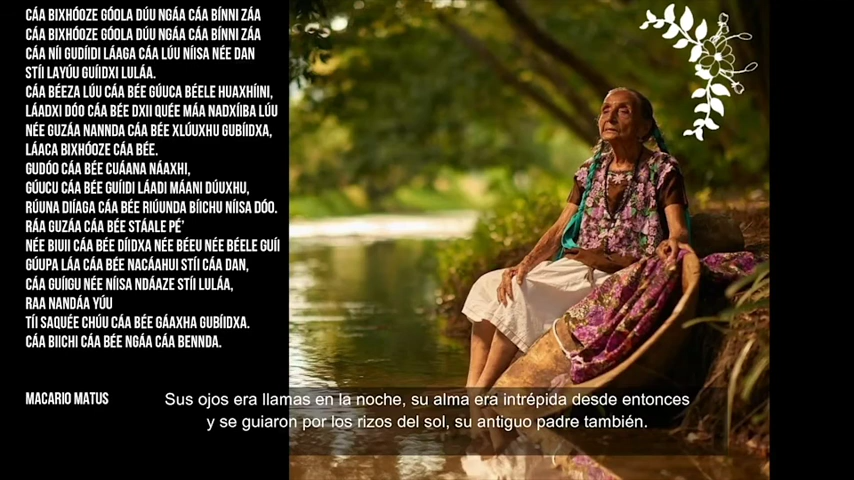 CÁA BIXHÓOZE GÓOLA DÚU NGÁA CÁA BÍNNI ZÁA
CÁA BIXHÓOZE GÓOLA DÚU NGÁA CÁA BÍNNI ZÁA
CÁA NÍI GUDÍIDI LÁAGA CÁA LÚU NÍISA NÉE DAN
STÍI LAYÚU GUÍIDXI LULÁA.
CÁA BÉEZA LÚU CÁA BÉE GÚUCA BÉELE HUAXHÍINI,
LÁADXI DÓO CÁA BÉE DXII QUÉE MÁA NADXÍIBA LÚU
NÉE GUZÁA NANNDA CÁA BÉE XLÚUXHU GUBÍIDXA,
LÁACA BIXHÓOZE CÁA BÉE.
GUDÓO CÁA BÉE CUÁANA NÁAXHI,
GÚUCU CÁA BÉE GUÍIDI LÁADI MÁANI DÚUXHU,
RÚUNA DIÍAGA CÁA BÉE RIÚUNDA BÍICHU NÍISA DÓO.
RÁA GUZÁA CÁA BÉE STÁALE PÉ'
NÉE BIUII CÁA BÉE DÍIDXA NÉE BÉEU NÉE BÉELE GUÍI
GÚUPA LÁA CÁA BÉE NACÁAHUI STÍI CÁA DAN,
CÁA GUÍIGU NÉE NÍISA NDÁAZE STÍI LULÁA,
RAA NANDÁA YÚU
TÍI SAQUÉE CHÚU CÁA BÉE GÁAXHA GUBÍIDXA.
CÁA BIICHI CÁA BÉE NGÁA CÁA BENNDA.
MACARIO MATUS
Sus ojos era llamas en la noche, su alma era intrépida desde entonces
y se guiaron por los rizos del sol, su antiguo padre también.